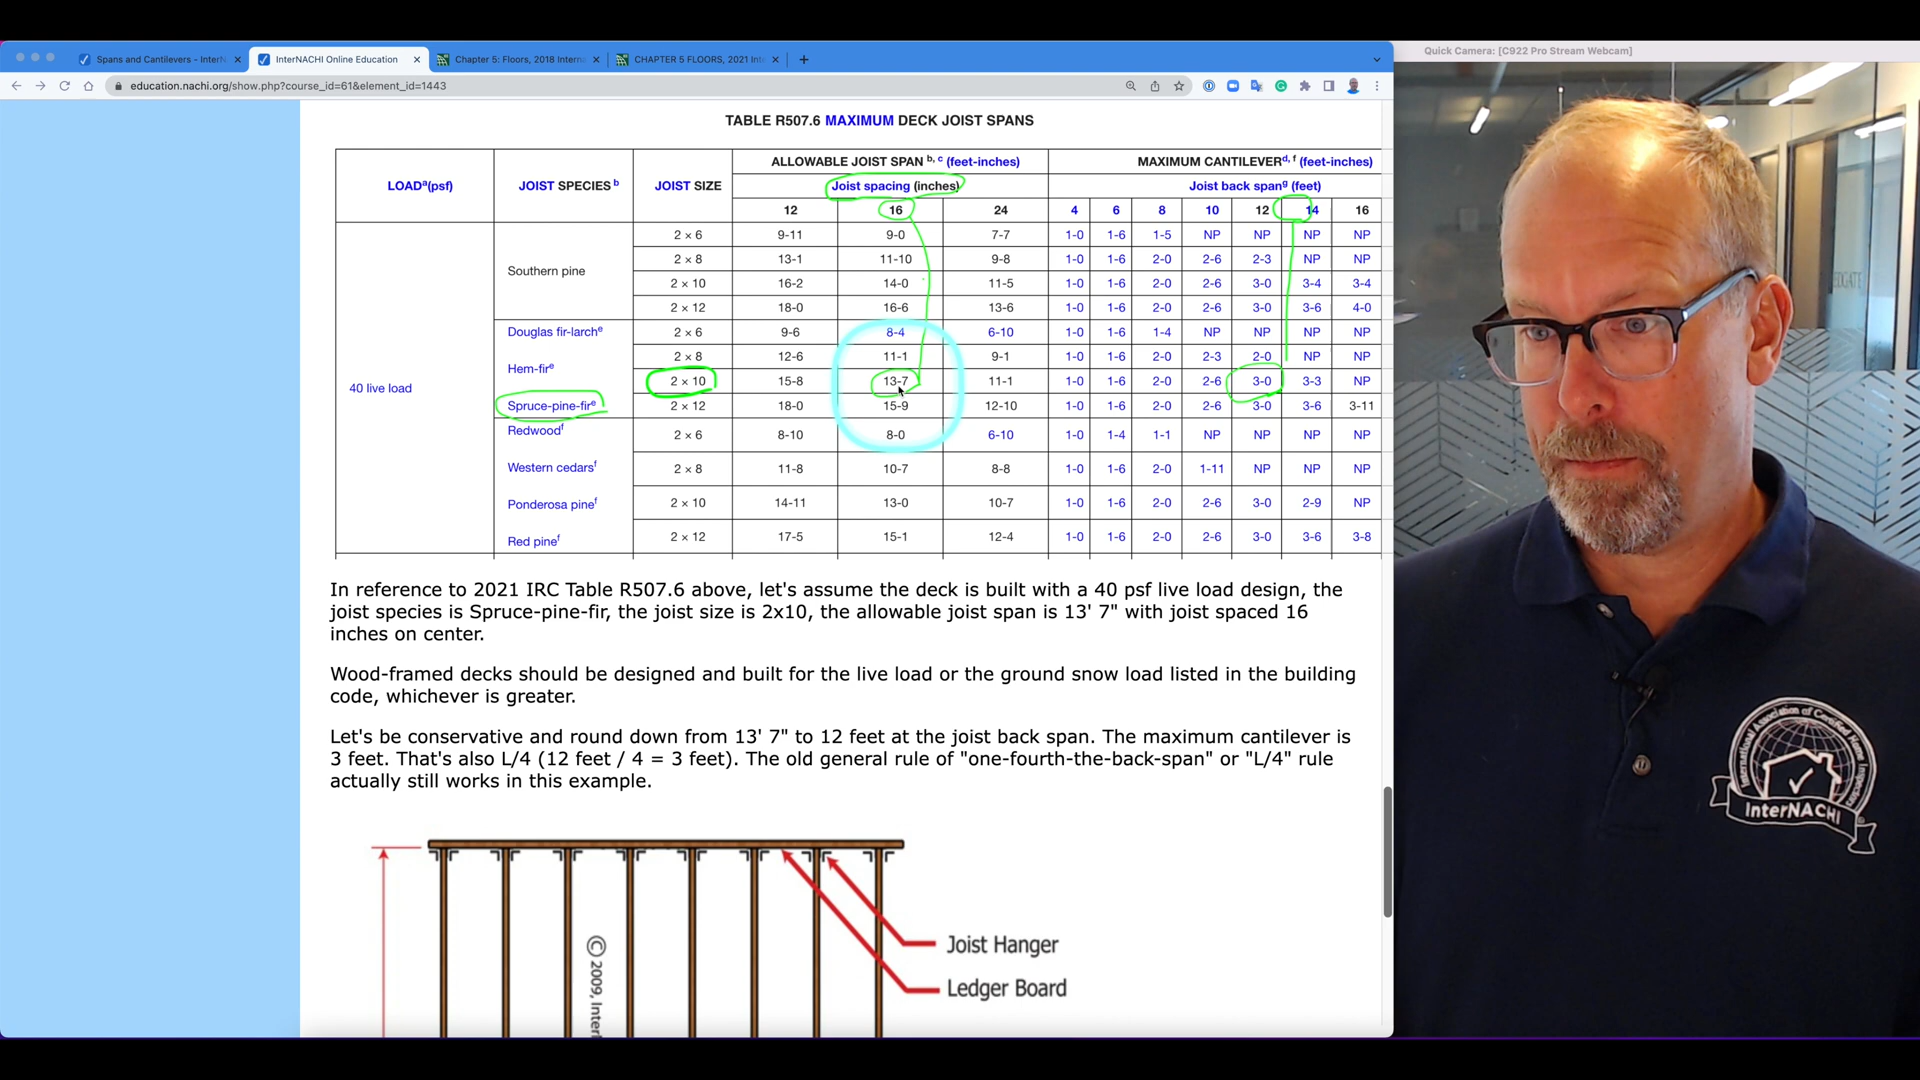 Quick Camera: [C922 Pro Stream Webcam]
Spans and Cantilevers - InterN
InterNACHI Online Education
Chapter 5: Floors, 2018 Interna
CHAPTER 5 FLOORS, 2021 Int
education.nachi.org/show.php?course_id=61&element_id=1443
TABLE R507.6 MAXIMUM DECK JOIST SPANS
LOADᵃ(psf) JOIST SPECIES ᵇ JOIST SIZE ALLOWABLE JOIST SPAN ᵇ, ᶜ (feet-inches) MAXIMUM CANTILEVERᵈ, ᶠ (feet-inches)
Joist spacing (inches) Joist back spanᵍ (feet)
12 16 24 4 6 8 10 12 14 16
40 live load
Southern pine
2 × 6 9-11 9-0 7-7 1-0 1-6 1-5 NP NP NP NP
2 × 8 13-1 11-10 9-8 1-0 1-6 2-0 2-6 2-3 NP NP
2 × 10 16-2 14-0 11-5 1-0 1-6 2-0 2-6 3-0 3-4 3-4
2 × 12 18-0 16-6 13-6 1-0 1-6 2-0 2-6 3-0 3-6 4-0
Douglas fir-larchᵉ
Hem-firᵉ
Spruce-pine-firᵉ
2 × 6 9-6 8-4 6-10 1-0 1-6 1-4 NP NP NP NP
2 × 8 12-6 11-1 9-1 1-0 1-6 2-0 2-3 2-0 NP NP
2 × 10 15-8 13-7 11-1 1-0 1-6 2-0 2-6 3-0 3-3 NP
2 × 12 18-0 15-9 12-10 1-0 1-6 2-0 2-6 3-0 3-6 3-11
Redwoodᶠ
Western cedarsᶠ
Ponderosa pineᶠ
Red pineᶠ
2 × 6 8-10 8-0 6-10 1-0 1-4 1-1 NP NP NP NP
2 × 8 11-8 10-7 8-8 1-0 1-6 2-0 1-11 NP NP NP
2 × 10 14-11 13-0 10-7 1-0 1-6 2-0 2-6 3-0 2-9 NP
2 × 12 17-5 15-1 12-4 1-0 1-6 2-0 2-6 3-0 3-6 3-8
In reference to 2021 IRC Table R507.6 above, let's assume the deck is built with a 40 psf live load design, the
joist species is Spruce-pine-fir, the joist size is 2x10, the allowable joist span is 13' 7" with joist spaced 16
inches on center.
Wood-framed decks should be designed and built for the live load or the ground snow load listed in the building
code, whichever is greater.
Let's be conservative and round down from 13' 7" to 12 feet at the joist back span. The maximum cantilever is
3 feet. That's also L/4 (12 feet / 4 = 3 feet). The old general rule of "one-fourth-the-back-span" or "L/4" rule
actually still works in this example.
Joist Hanger
Ledger Board
© 2009, Inter
International Association of Certified Home Inspectors
InterNACHI